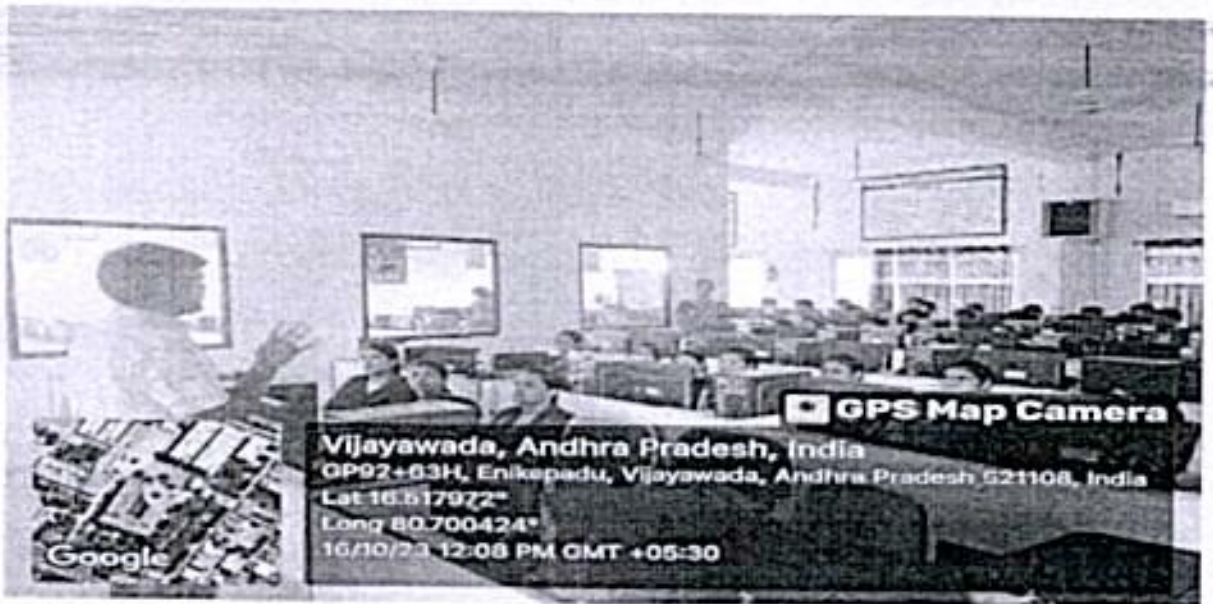 GPS Map Camera
Vijayawada, Andhra Pradesh, India
GP92+63H, Enikepadu, Vijayawada, Andhra Pradesh 521108, India
Lat 16.517972°
Long 80.700424°
16/10/23 12:08 PM GMT +05:30
Google